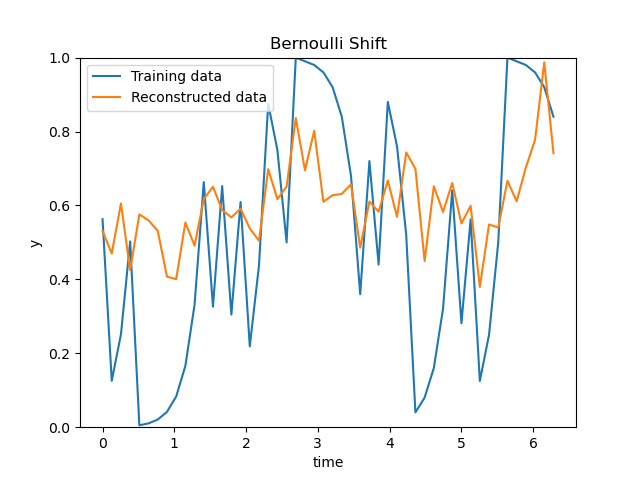 Bernoulli Shift
1.0
Training data
Reconstructed data
0.8
0.6
y
0.4
0.2
0.0
0 1 2 3 4 5 6
time